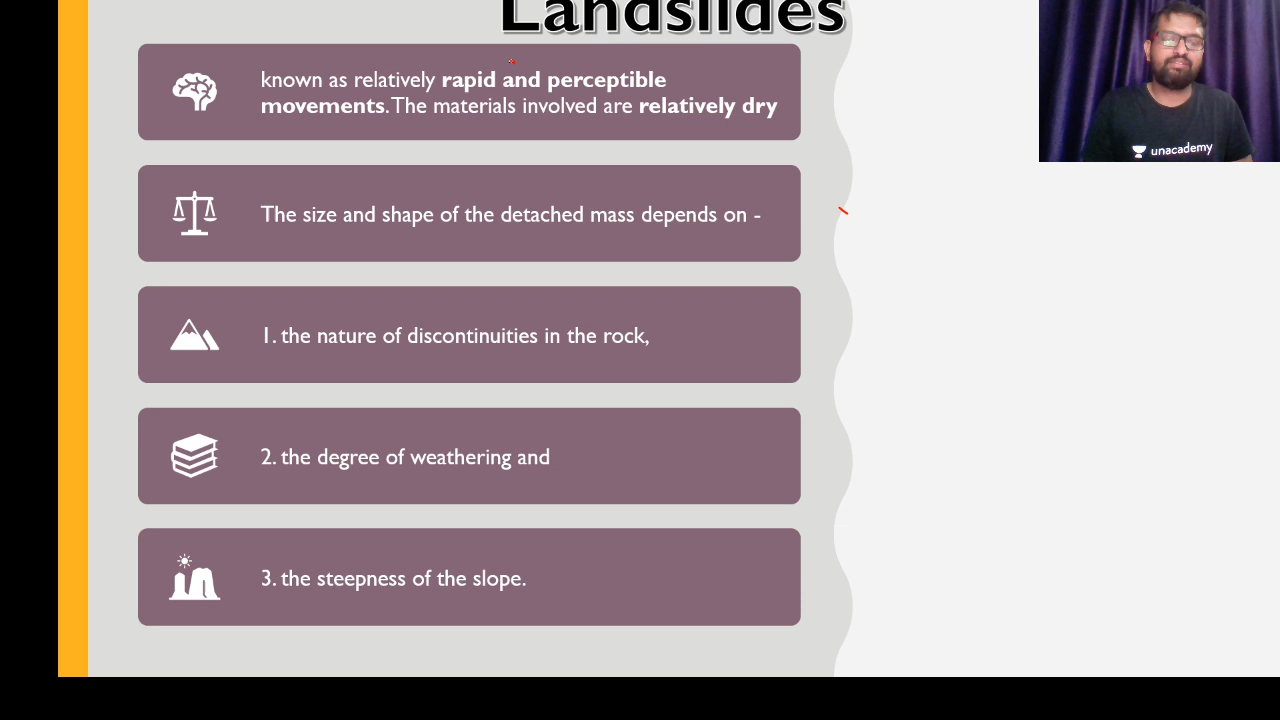 Landslides
known as relatively rapid and perceptible
movements. The materials involved are relatively dry
The size and shape of the detached mass depends on -
1. the nature of discontinuities in the rock,
2. the degree of weathering and
3. the steepness of the slope.
unacademy